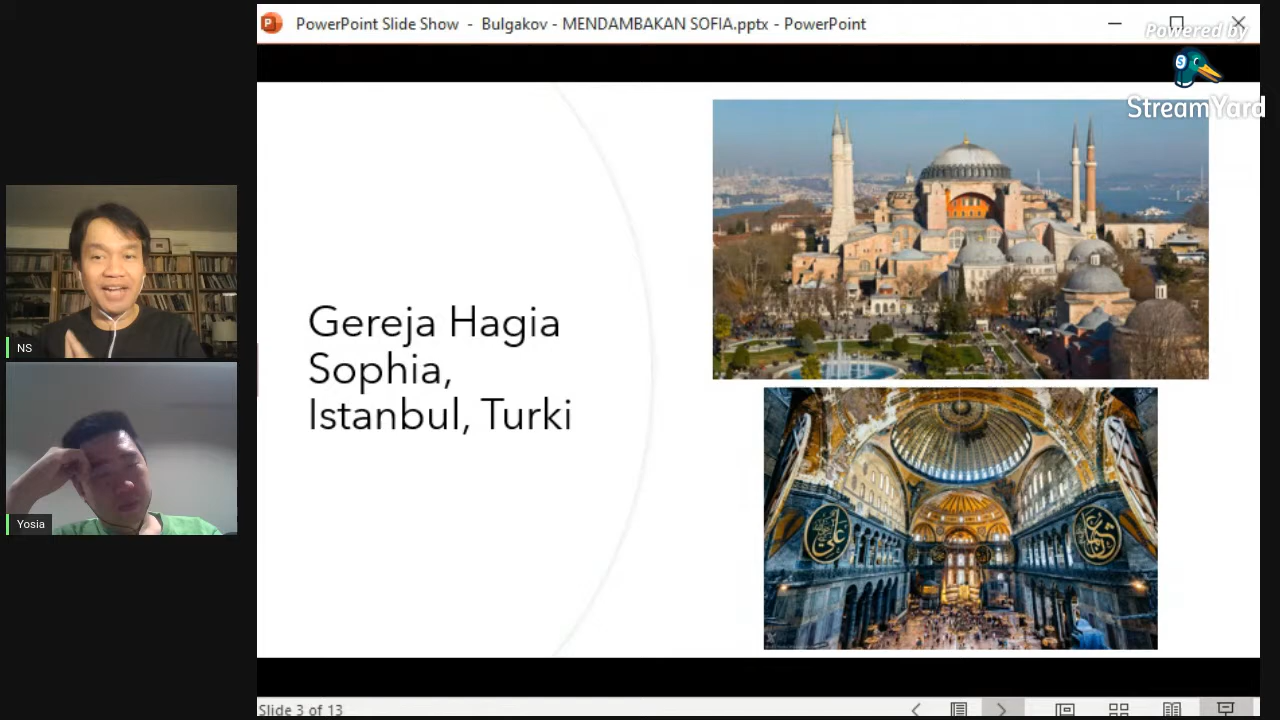 PowerPoint Slide Show - Bulgakov - MENDAMBAKAN SOFIA.pptx - PowerPoint
Powered by
StreamYard
Gereja Hagia
Sophia,
Istanbul, Turki
NS
Yosia
Slide 3 of 13